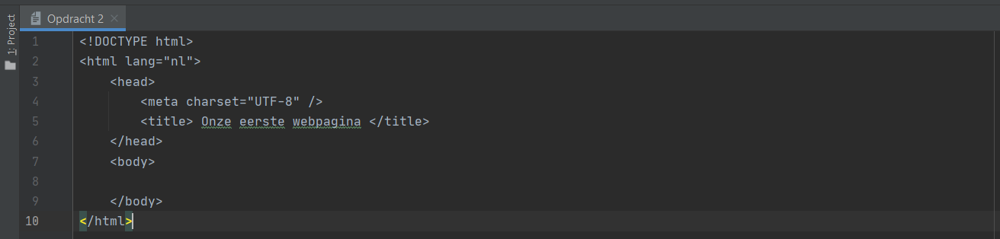 1: Project
Opdracht 2
1 <!DOCTYPE html>
2 <html lang="nl">
3     <head>
4         <meta charset="UTF-8" />
5         <title> Onze eerste webpagina </title>
6     </head>
7     <body>
8
9     </body>
10 </html>